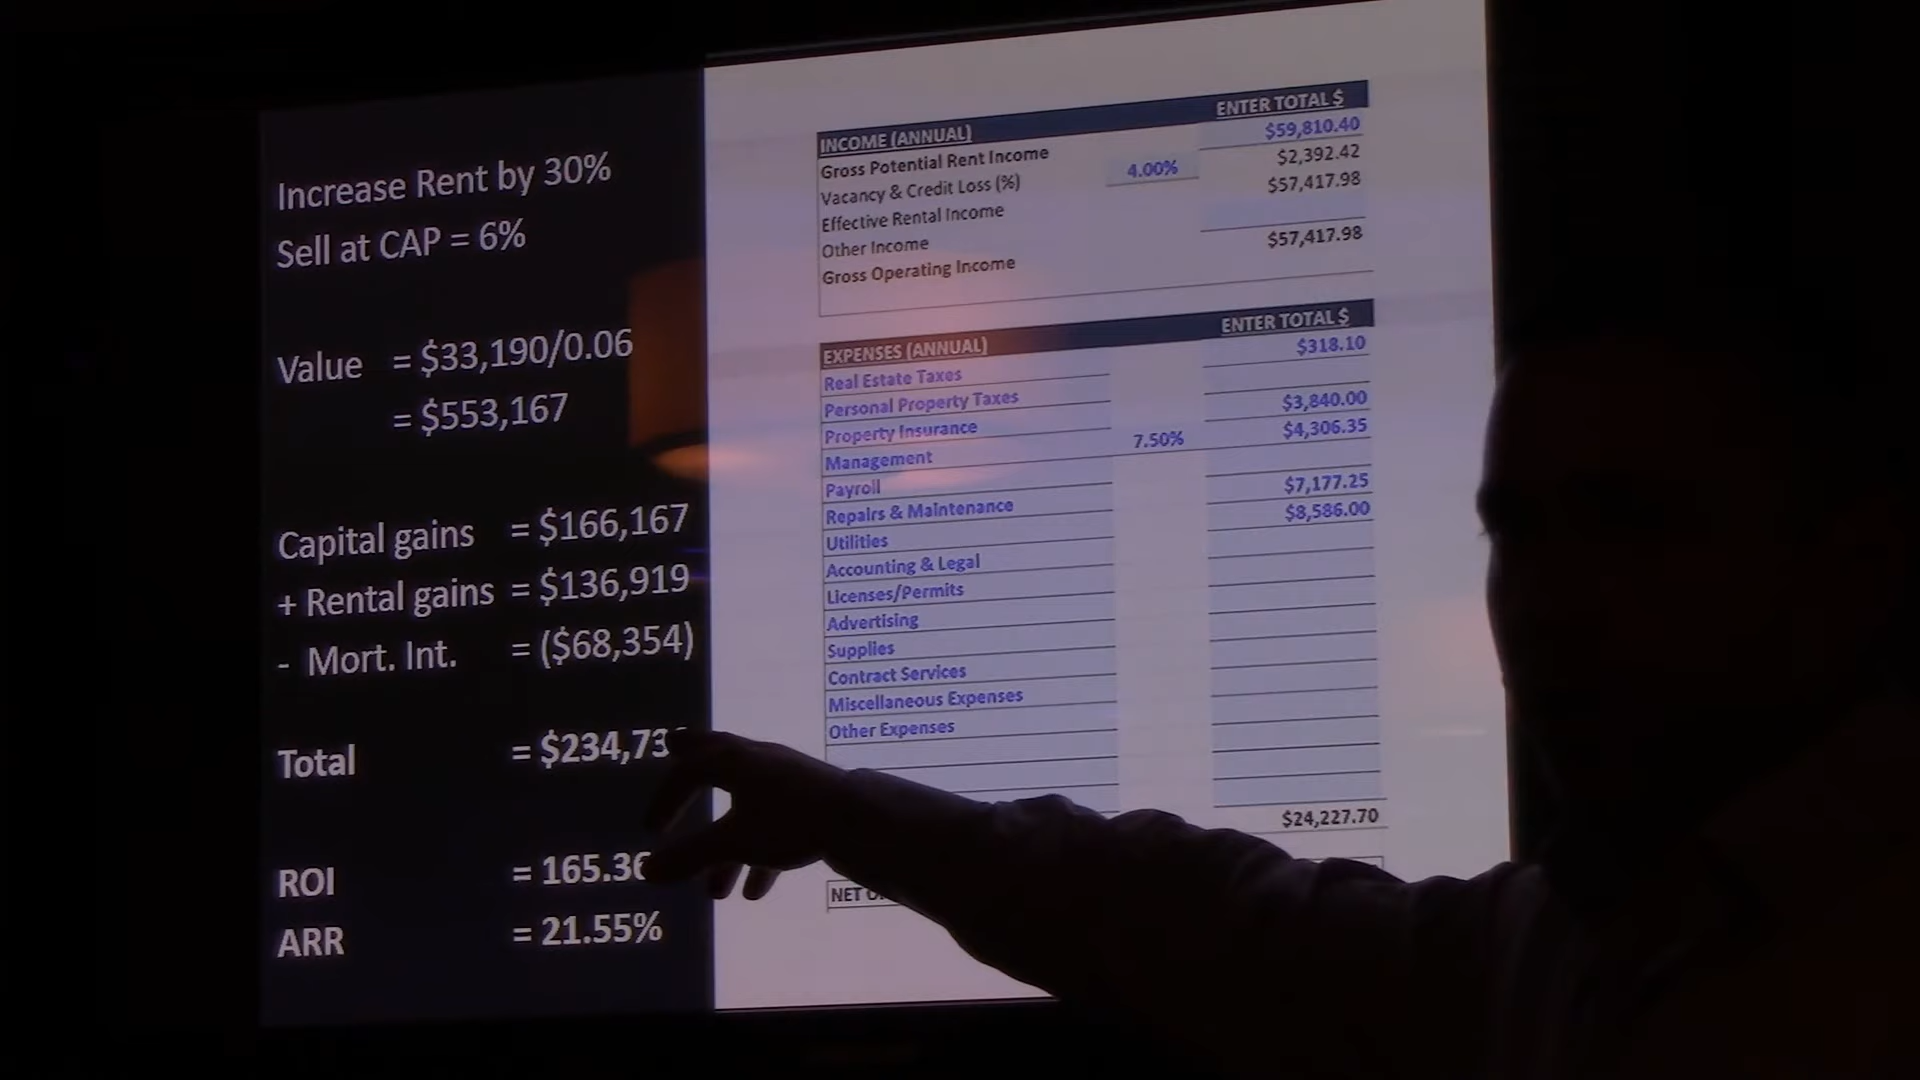 Increase Rent by 30%
Sell at CAP = 6%
Value = $33,190/0.06
= $553,167
Capital gains = $166,167
+ Rental gains = $136,919
- Mort. Int. = ($68,354)
Total = $234,73
ROI = 165.36
ARR = 21.55%
INCOME (ANNUAL) ENTER TOTAL $
Gross Potential Rent Income $59,810.40
Vacancy & Credit Loss (%) 4.00% $2,392.42
Effective Rental Income $57,417.98
Other Income
Gross Operating Income $57,417.98
EXPENSES (ANNUAL) ENTER TOTAL $
Real Estate Taxes $318.10
Personal Property Taxes
Property Insurance $3,840.00
Management 7.50% $4,306.35
Payroll
Repairs & Maintenance $7,177.25
Utilities $8,586.00
Accounting & Legal
Licenses/Permits
Advertising
Supplies
Contract Services
Miscellaneous Expenses
Other Expenses
$24,227.70
NET